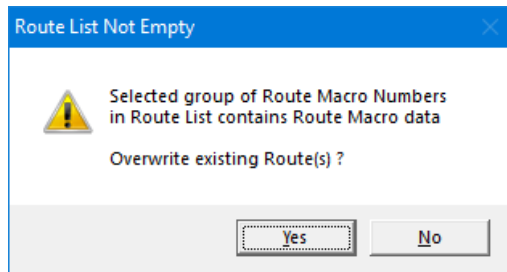 Route List Not Empty
Selected group of Route Macro Numbers
in Route List contains Route Macro data
Overwrite existing Route(s) ?
Yes
No